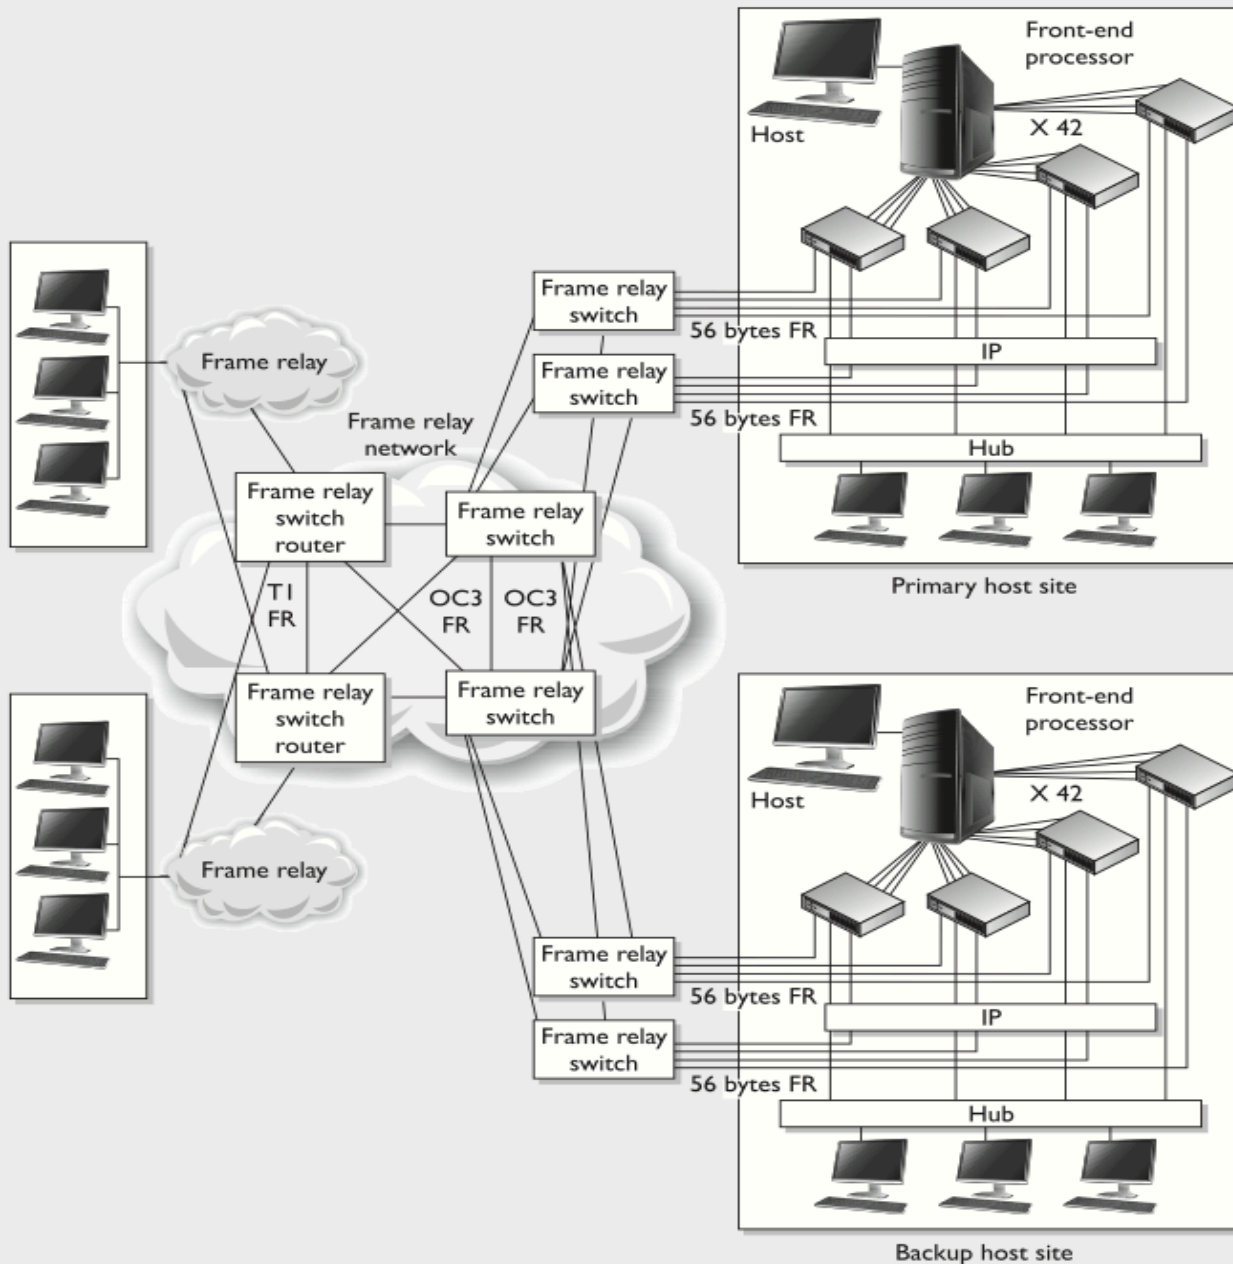 Front-end
processor
Host
X 42
Frame relay
switch
56 bytes FR
IP
Frame relay
switch
56 bytes FR
Hub
Primary host site
Frame relay
Frame relay
network
Frame relay
switch
router
Frame relay
switch
T1
FR
OC3
FR
OC3
FR
Frame relay
switch
router
Frame relay
switch
Frame relay
Front-end
processor
Host
X 42
Frame relay
switch
56 bytes FR
IP
Frame relay
switch
56 bytes FR
Hub
Backup host site